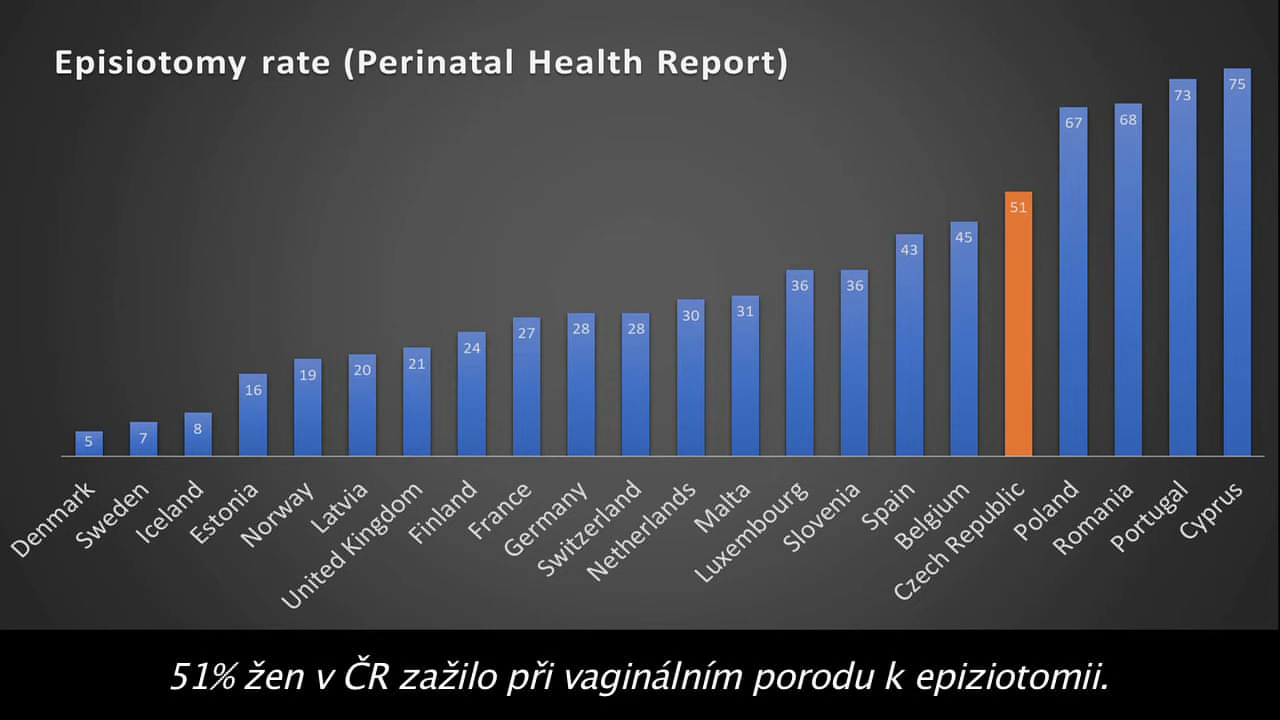 Episiotomy rate (Perinatal Health Report)
5
7
8
16
19
20
21
24
27
28
28
30
31
36
36
43
45
51
67
68
73
75
Denmark
Sweden
Iceland
Estonia
Norway
Latvia
United Kingdom
Finland
France
Germany
Switzerland
Netherlands
Malta
Luxembourg
Slovenia
Spain
Belgium
Czech Republic
Poland
Romania
Portugal
Cyprus
51% žen v ČR zažilo při vaginálním porodu k epiziotomii.